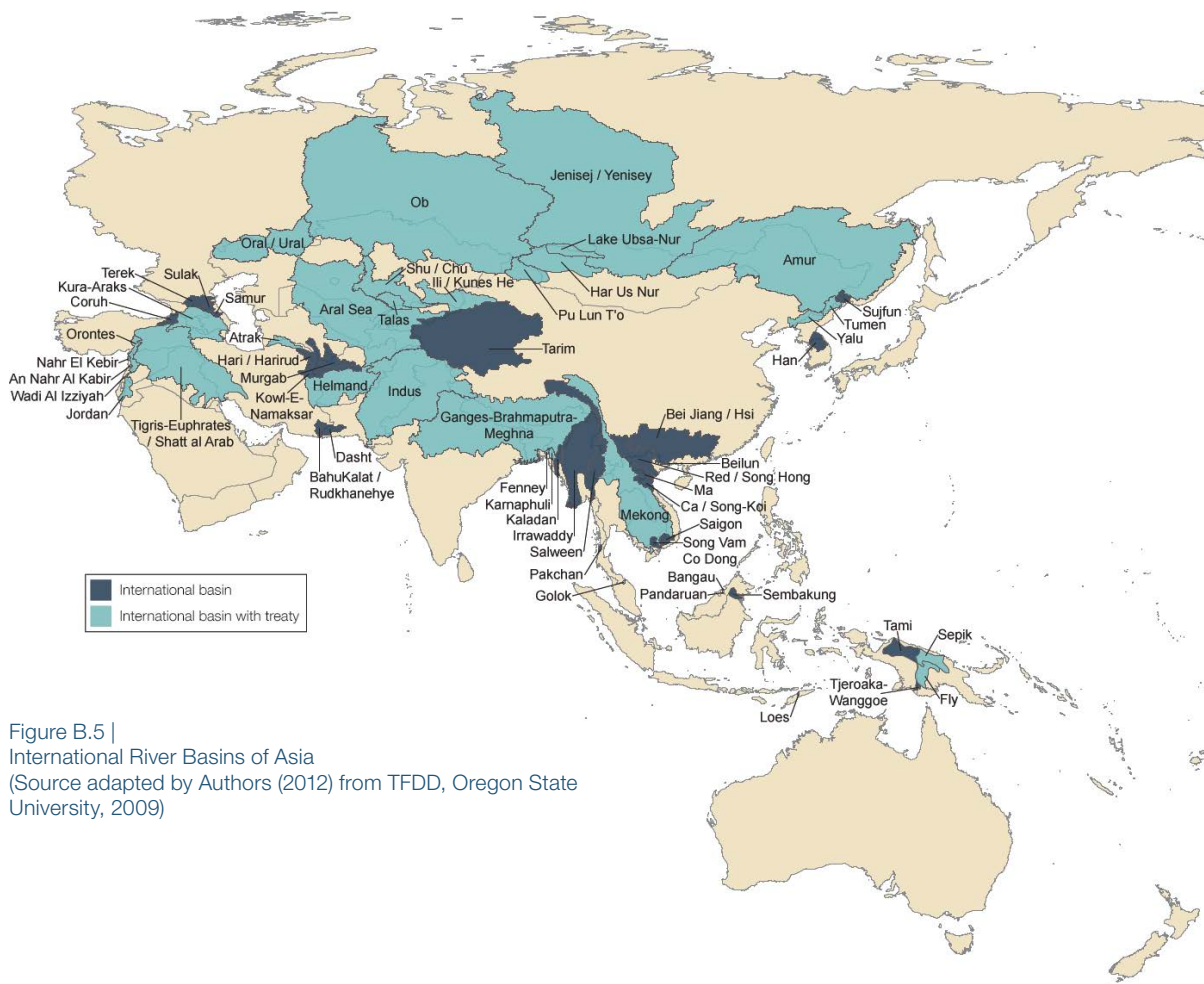 Jenisej / Yenisey
Ob
Lake Ubsa-Nur
Oral / Ural
Amur
Shu / Chu
Terek
Sulak
Ili / Kunes He
Kura-Araks
Har Us Nur
Coruh
Samur
Pu Lun T'o
Sujfun
Aral Sea
Talas
Tumen
Orontes
Atrak
Yalu
Tarim
Han
Nahr El Kebir
Hari / Harirud
An Nahr Al Kabir
Murgab
Wadi Al Izziyah
Helmand
Indus
Kowl-E-
Namaksar
Jordan
Ganges-Brahmaputra-
Meghna
Bei Jiang / Hsi
Tigris-Euphrates
/ Shatt al Arab
Dasht
Beilun
BahuKalat /
Rudkhanehye
Red / Song Hong
Fenney
Ma
Karnaphuli
Ca / Song-Koi
Kaladan
Mekong
Saigon
Irrawaddy
Song Vam
Co Dong
Salween
Pakchan
Bangau
Golok
Pandaruan
Sembakung
International basin
International basin with treaty
Tami
Sepik
Tjeroaka-
Wanggoe
Fly
Loes
Figure B.5 |
International River Basins of Asia
(Source adapted by Authors (2012) from TFDD, Oregon State
University, 2009)